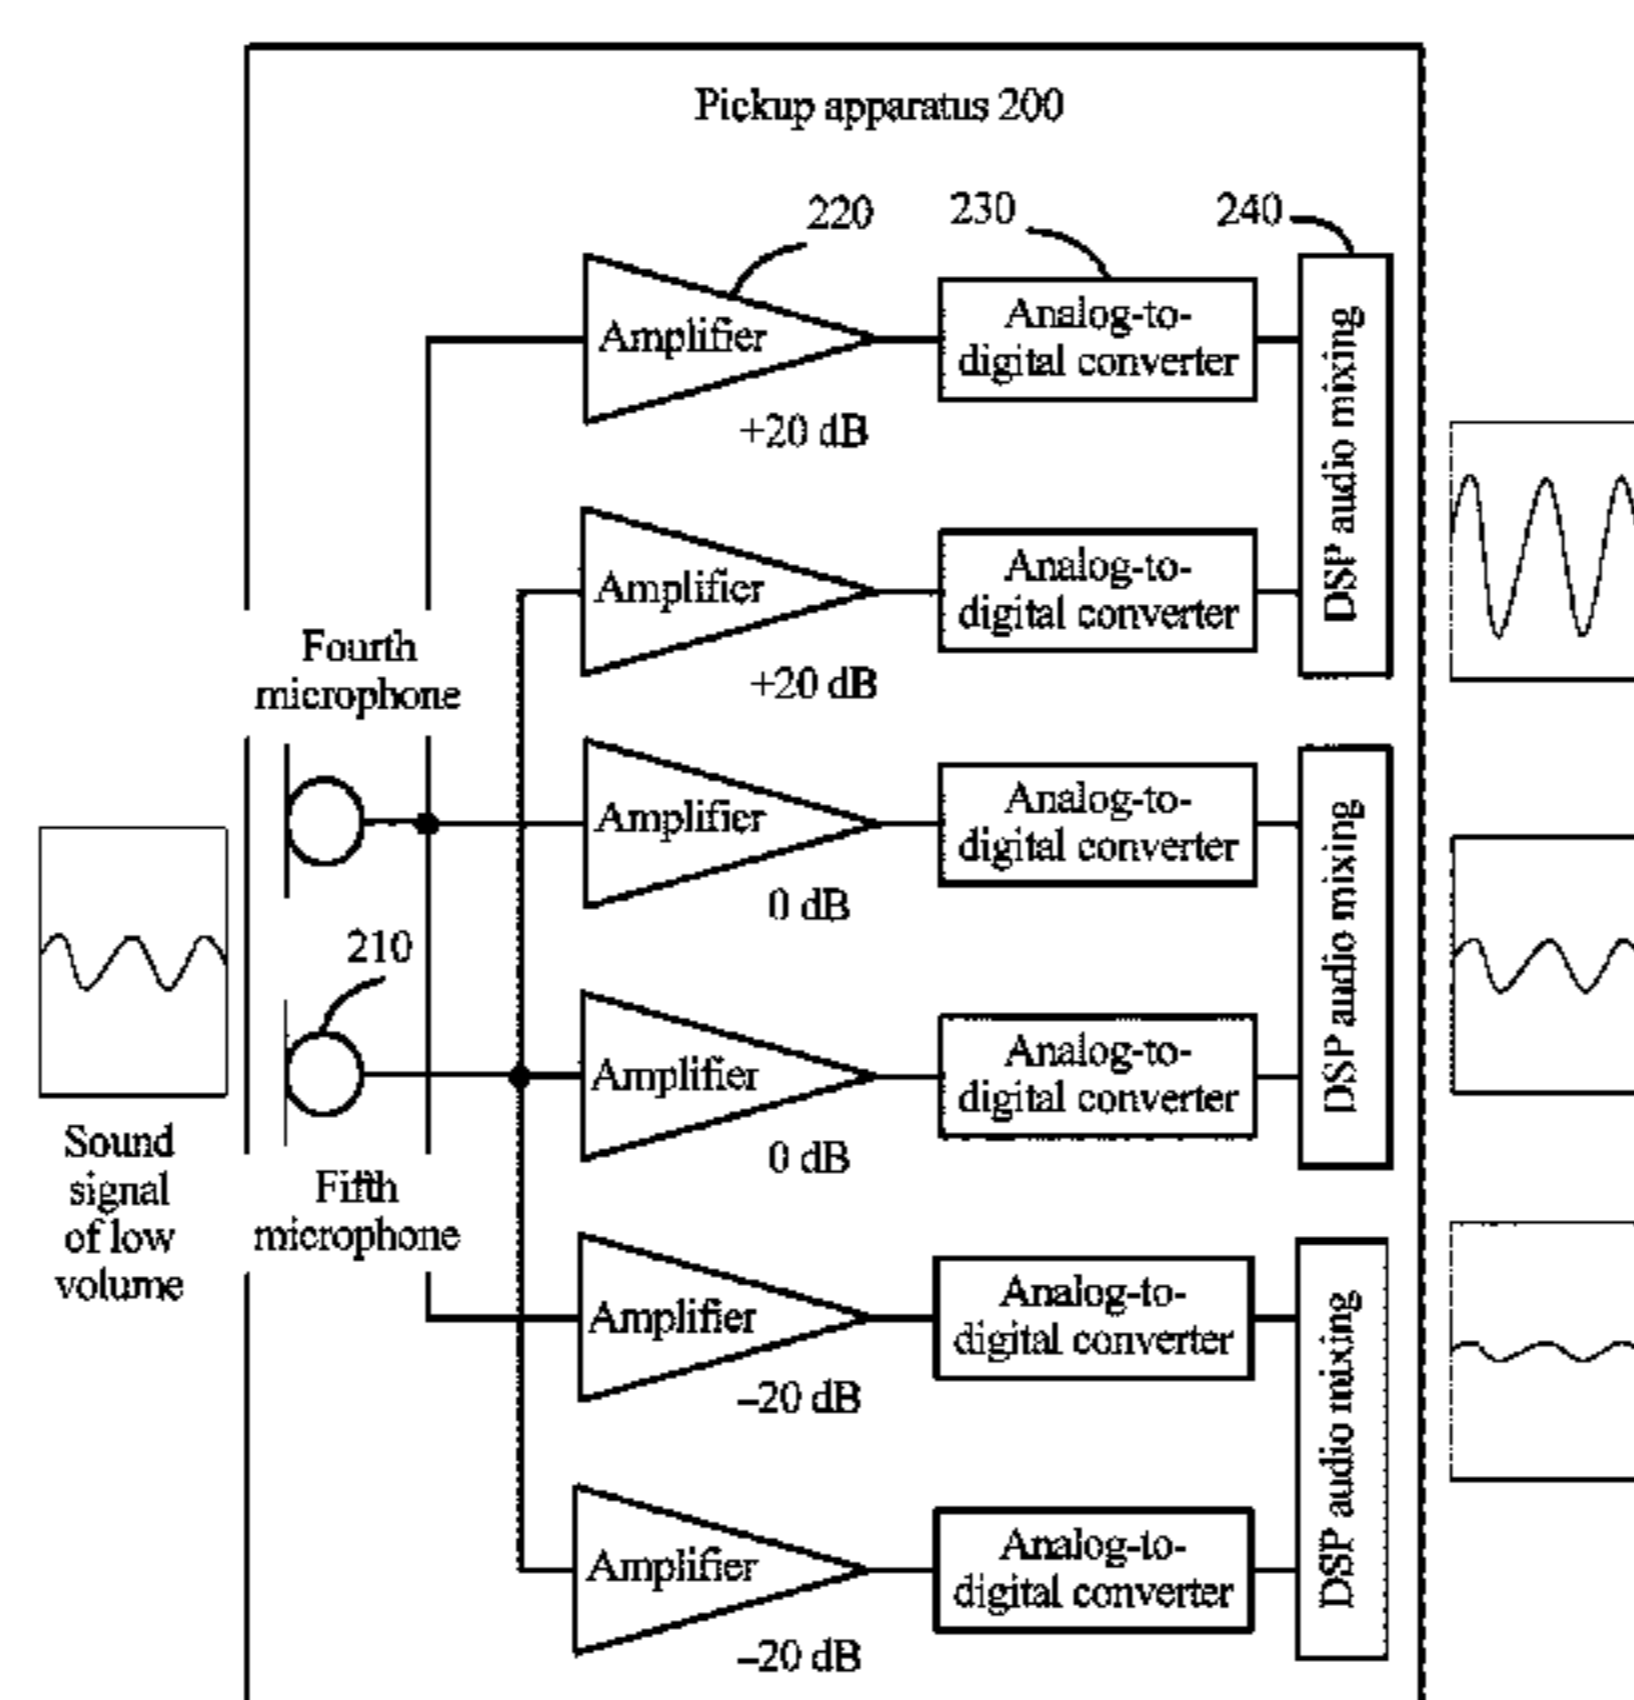 Pickup apparatus 200
220
230
240
Amplifier
+20 dB
Analog-to-
digital converter
DSP audio mixing
Amplifier
+20 dB
Analog-to-
digital converter
Fourth
microphone
Amplifier
0 dB
Analog-to-
digital converter
DSP audio mixing
210
Amplifier
0 dB
Analog-to-
digital converter
Sound
signal
of low
volume
Fifth
microphone
Amplifier
–20 dB
Analog-to-
digital converter
DSP audio mixing
Amplifier
–20 dB
Analog-to-
digital converter